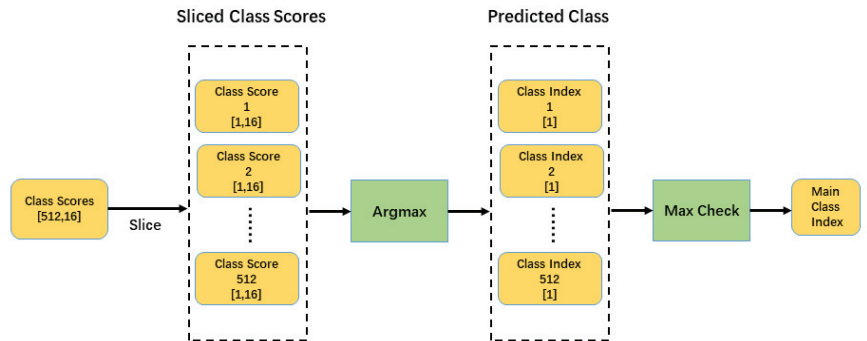 Sliced Class Scores
Predicted Class
Class Scores
[512,16]
Slice
Class Score
1
[1,16]
Class Score
2
[1,16]
Class Score
512
[1,16]
Argmax
Class Index
1
[1]
Class Index
2
[1]
Class Index
512
[1]
Max Check
Main
Class
Index